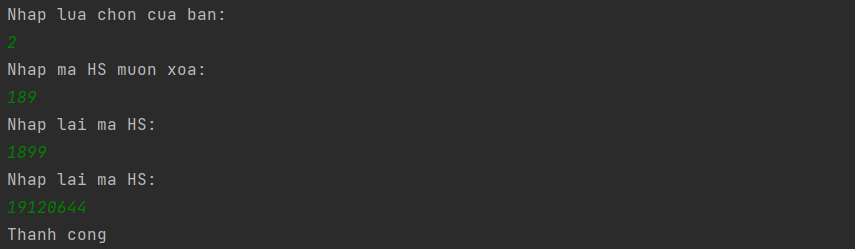 Nhap lua chon cua ban:
2
Nhap ma HS muon xoa:
189
Nhap lai ma HS:
1899
Nhap lai ma HS:
19120644
Thanh cong